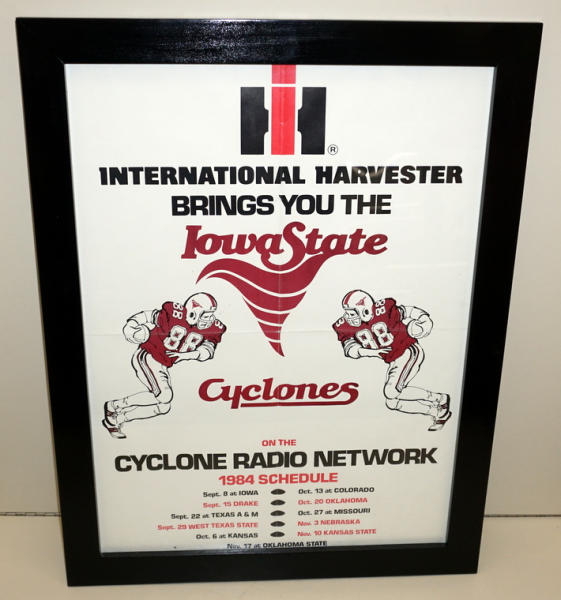 IH
®
INTERNATIONAL HARVESTER
BRINGS YOU THE
Iowa State
88 88
Cyclones
ON THE
CYCLONE RADIO NETWORK
1984 SCHEDULE
Sept. 8 at IOWA
Sept. 15 DRAKE
Sept. 22 at TEXAS A & M
Sept. 29 WEST TEXAS STATE
Oct. 6 at KANSAS
Oct. 13 at COLORADO
Oct. 20 OKLAHOMA
Oct. 27 at MISSOURI
Nov. 3 NEBRASKA
Nov. 10 KANSAS STATE
Nov. 17 at OKLAHOMA STATE